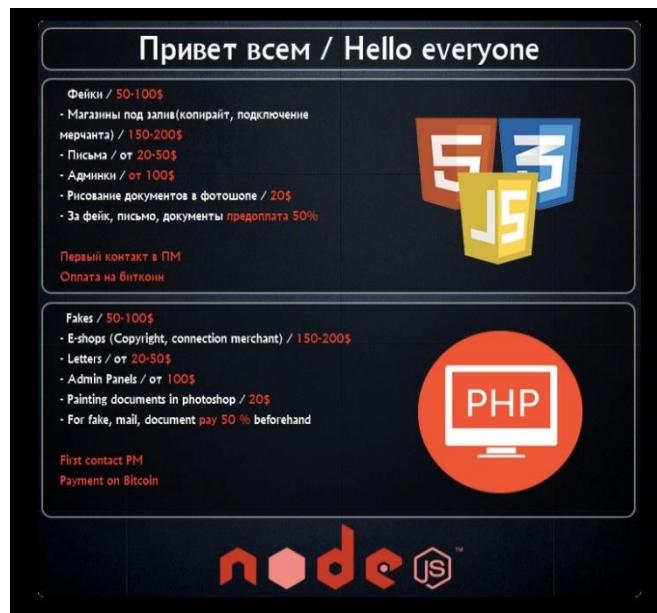 Привет всем / Hello everyone
Фейки / 50-100$
- Магазины под залив(копирайт, подключение
мерчанта) / 150-200$
- Письма / от 20-50$
- Админки / от 100$
- Рисование документов в фотошопе / 20$
- За фейк, письмо, документы предоплата 50%
Первый контакт в ПМ
Оплата на биткоин
5 3
JS
Fakes / 50-100$
- E-shops (Copyright, connection merchant) / 150-200$
- Letters / от 20-50$
- Admin Panels / от 100$
- Painting documents in photoshop / 20$
- For fake, mail, document pay 50 % beforehand
First contact PM
Payment on Bitcoin
PHP
node JS™